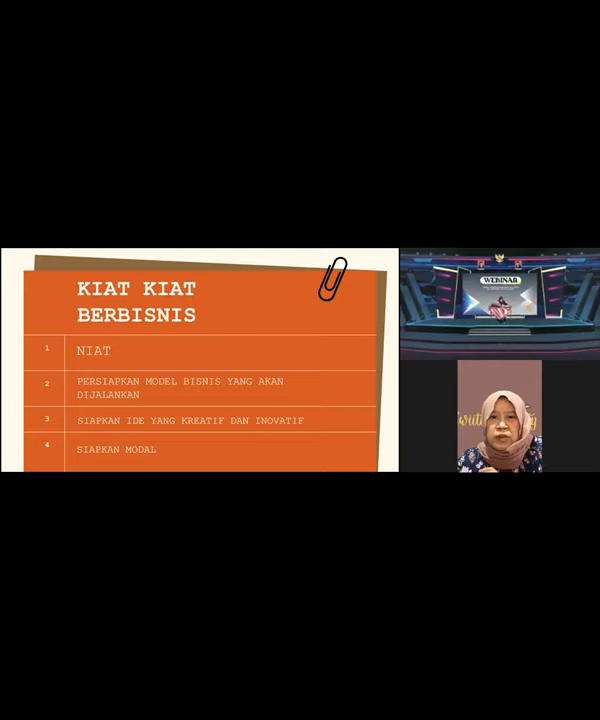 KIAT KIAT
BERBISNIS
1
NIAT
2
PERSIAPKAN MODEL BISNIS YANG AKAN
DIJALANKAN
3
SIAPKAN IDE YANG KREATIF DAN INOVATIF
4
SIAPKAN MODAL
WEBINAR